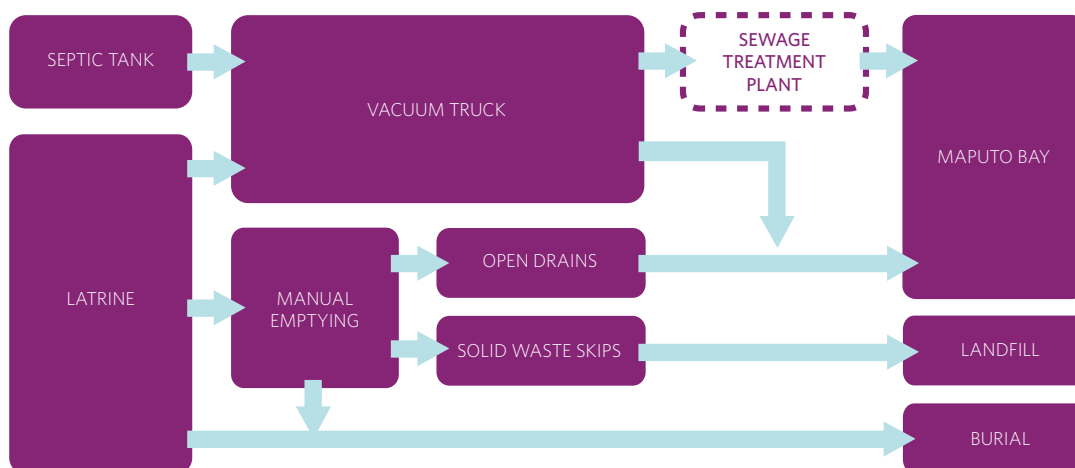 SEPTIC TANK
VACUUM TRUCK
SEWAGE
TREATMENT
PLANT
MAPUTO BAY
LATRINE
MANUAL
EMPTYING
OPEN DRAINS
SOLID WASTE SKIPS
LANDFILL
BURIAL